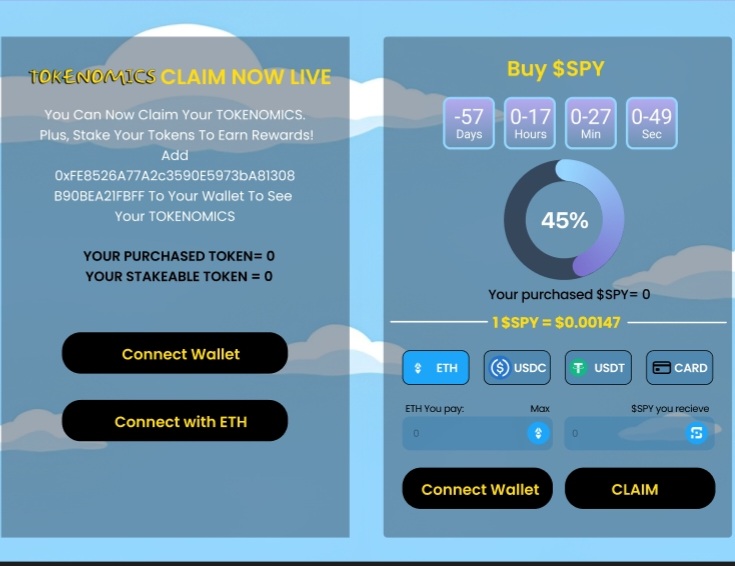 TOKENOMICS CLAIM NOW LIVE
You Can Now Claim Your TOKENOMICS.
Plus, Stake Your Tokens To Earn Rewards!
Add
0xFE8526A77A2c3590E5973bA81308
B90BEA21FBFF To Your Wallet To See
Your TOKENOMICS
YOUR PURCHASED TOKEN= 0
YOUR STAKEABLE TOKEN = 0
Connect Wallet
Connect with ETH
Buy $SPY
-57 0-17 0-27 0-49
Days Hours Min Sec
45%
Your purchased $SPY= 0
1 $SPY = $0.00147
ETH USDC USDT CARD
ETH You pay: Max $SPY you recieve
0 0
Connect Wallet CLAIM